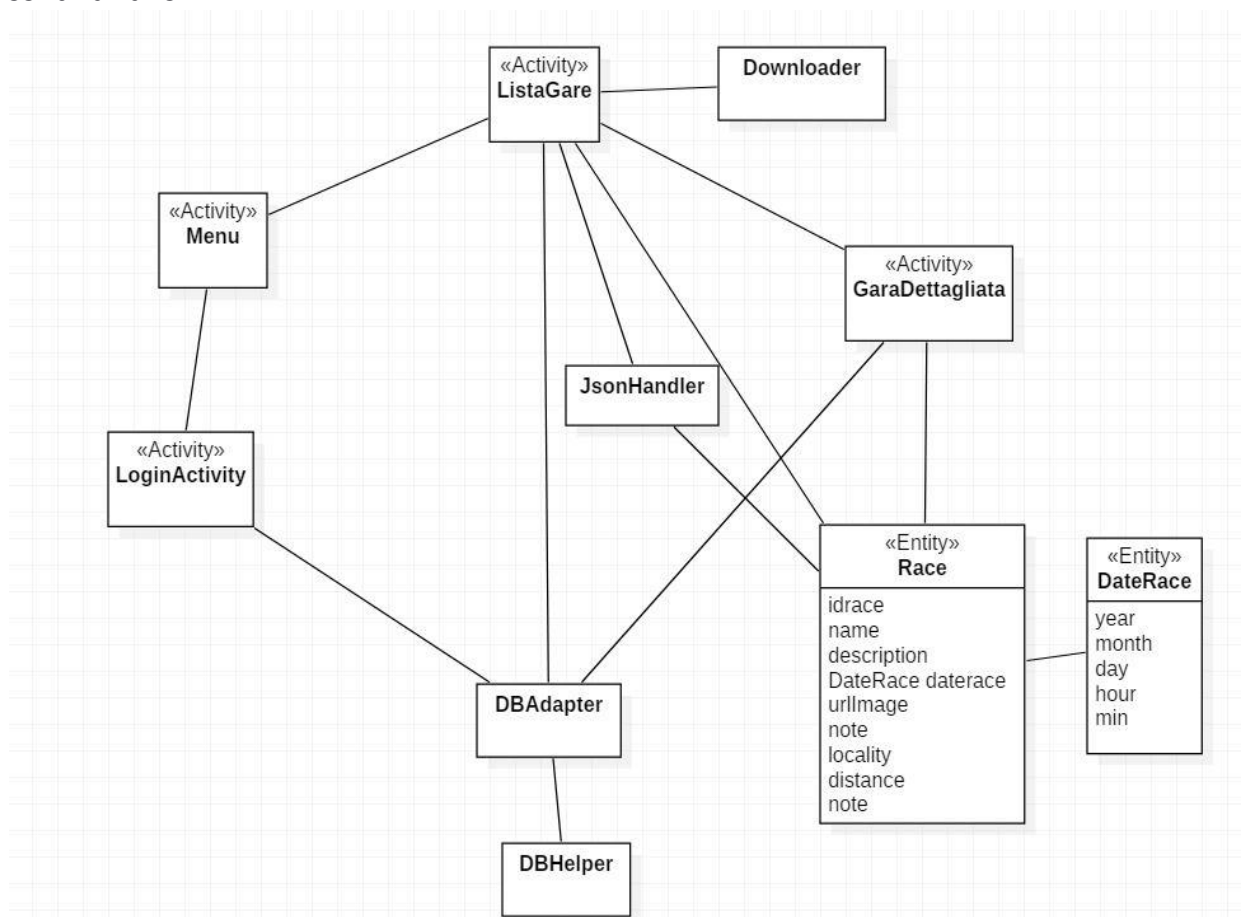 «Activity»
ListaGare
Downloader
«Activity»
Menu
«Activity»
GaraDettagliata
JsonHandler
«Activity»
LoginActivity
«Entity»
Race
idrace
name
description
DateRace daterace
urlImage
note
locality
distance
note
«Entity»
DateRace
year
month
day
hour
min
DBAdapter
DBHelper